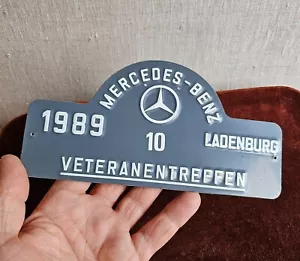 MERCEDES-BENZ
1989
10
LADENBURG
VETERANENTREFFEN